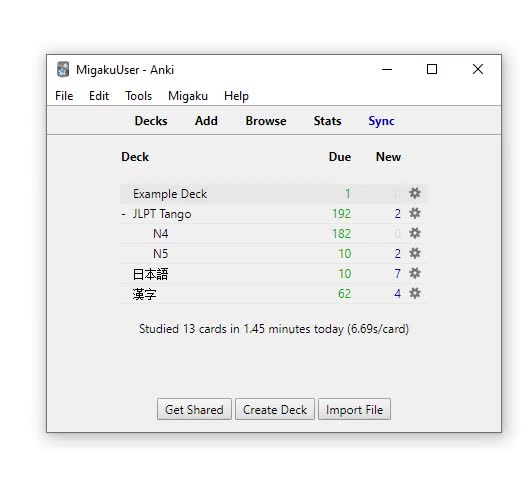 MigakuUser - Anki
File Edit Tools Migaku Help
Decks Add Browse Stats Sync
Deck Due New
Example Deck 1 0
- JLPT Tango 192 2
N4 182 0
N5 10 2
日本語 10 7
漢字 62 4
Studied 13 cards in 1.45 minutes today (6.69s/card)
Get Shared Create Deck Import File